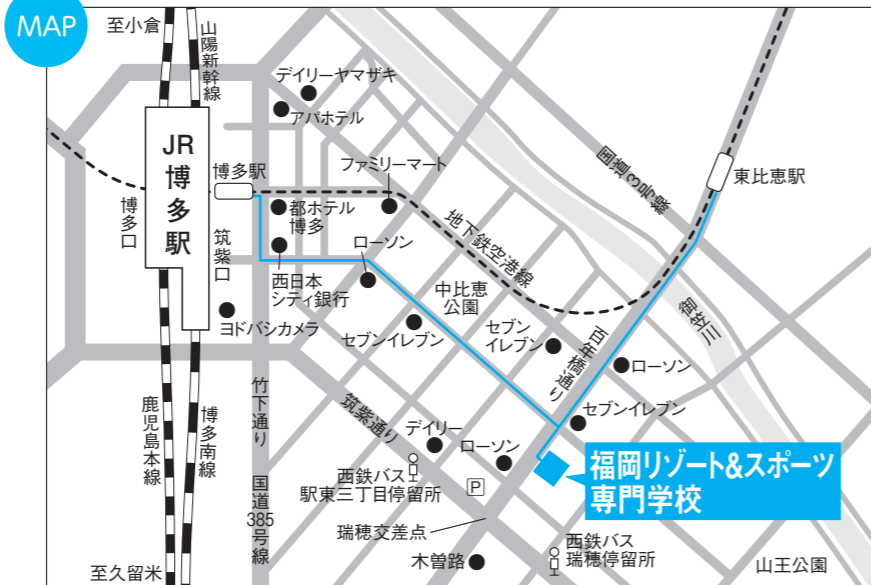 MAP
至小倉
山陽新幹線
デイリーヤマザキ
アパホテル
JR
博多駅
博多駅
ファミリーマート
国道3号線
東比恵駅
博多口
筑紫口
都ホテル
博多
地下鉄空港線
ローソン
西日本
シティ銀行
中比恵
公園
御笠川
ヨドバシカメラ
セブンイレブン
セブン
イレブン
百年橋通り
ローソン
竹下通り
筑紫通り
セブンイレブン
鹿児島本線
博多南線
デイリー
ローソン
福岡リゾート&スポーツ
専門学校
西鉄バス
駅東三丁目停留所
P
国道
385
号線
瑞穂交差点
西鉄バス
瑞穂停留所
木曽路
山王公園
至久留米